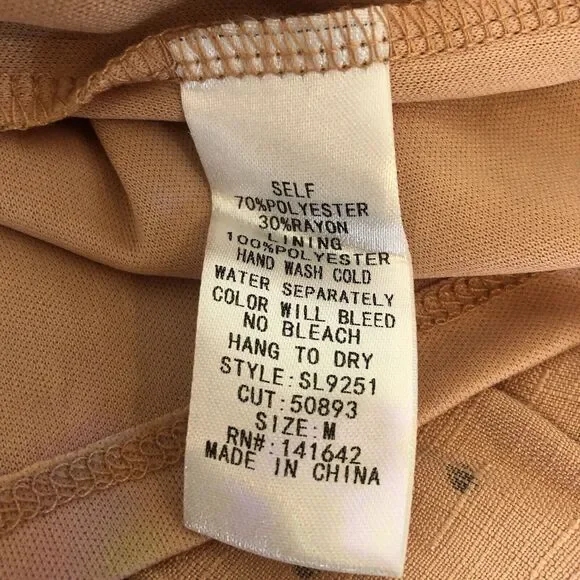 SELF
70%POLYESTER
30%RAYON
LINING
100%POLYESTER
HAND WASH COLD
WATER SEPARATELY
COLOR WILL BLEED
NO BLEACH
HANG TO DRY
STYLE:SL9251
CUT:50893
SIZE:M
RN#:141642
MADE IN CHINA